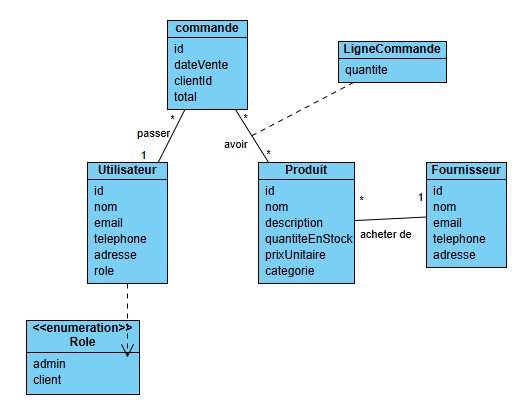 commande
id
dateVente
clientId
total
LigneCommande
quantite
*
*
passer
avoir
1
*
Utilisateur
id
nom
email
telephone
adresse
role
Produit
id
nom
description
quantiteEnStock
prixUnitaire
categorie
*
1
acheter de
Fournisseur
id
nom
email
telephone
adresse
<<enumeration>>
Role
admin
client